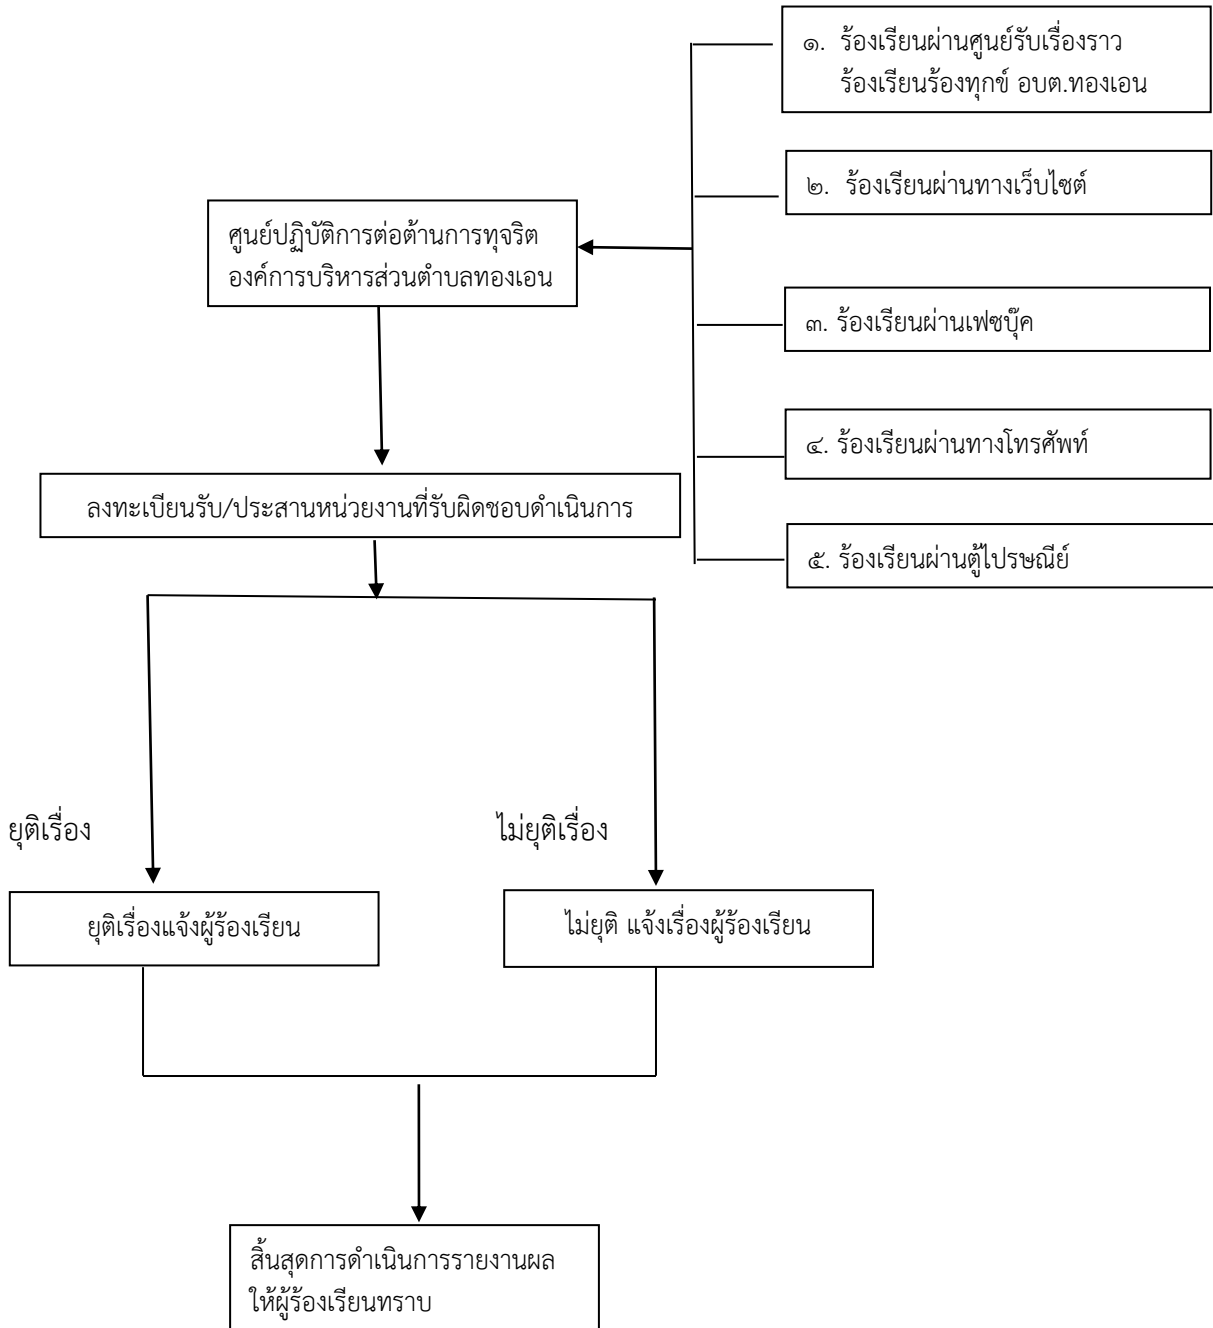 ๑. ร้องเรียนผ่านศูนย์รับเรื่องราว
ร้องเรียนร้องทุกข์ อบต.ทองเอน
๒. ร้องเรียนผ่านทางเว็บไซต์
ศูนย์ปฏิบัติการต่อต้านการทุจริต
องค์การบริหารส่วนตำบลทองเอน
๓. ร้องเรียนผ่านเฟซบุ๊ค
๔. ร้องเรียนผ่านทางโทรศัพท์
ลงทะเบียนรับ/ประสานหน่วยงานที่รับผิดชอบดำเนินการ
๕. ร้องเรียนผ่านตู้ไปรษณีย์
ยุติเรื่อง
ไม่ยุติเรื่อง
ยุติเรื่องแจ้งผู้ร้องเรียน
ไม่ยุติ แจ้งเรื่องผู้ร้องเรียน
สิ้นสุดการดำเนินการรายงานผล
ให้ผู้ร้องเรียนทราบ